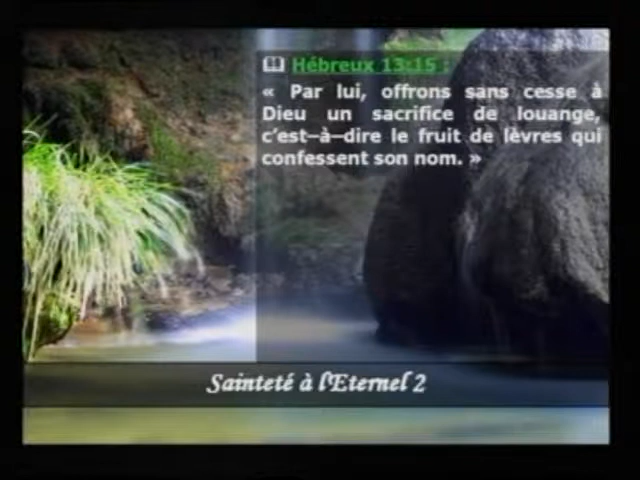 Hébreux 13:15 :
« Par lui, offrons sans cesse à
Dieu un sacrifice de louange,
c'est–à–dire le fruit de lèvres qui
confessent son nom. »
Sainteté à l'Eternel 2